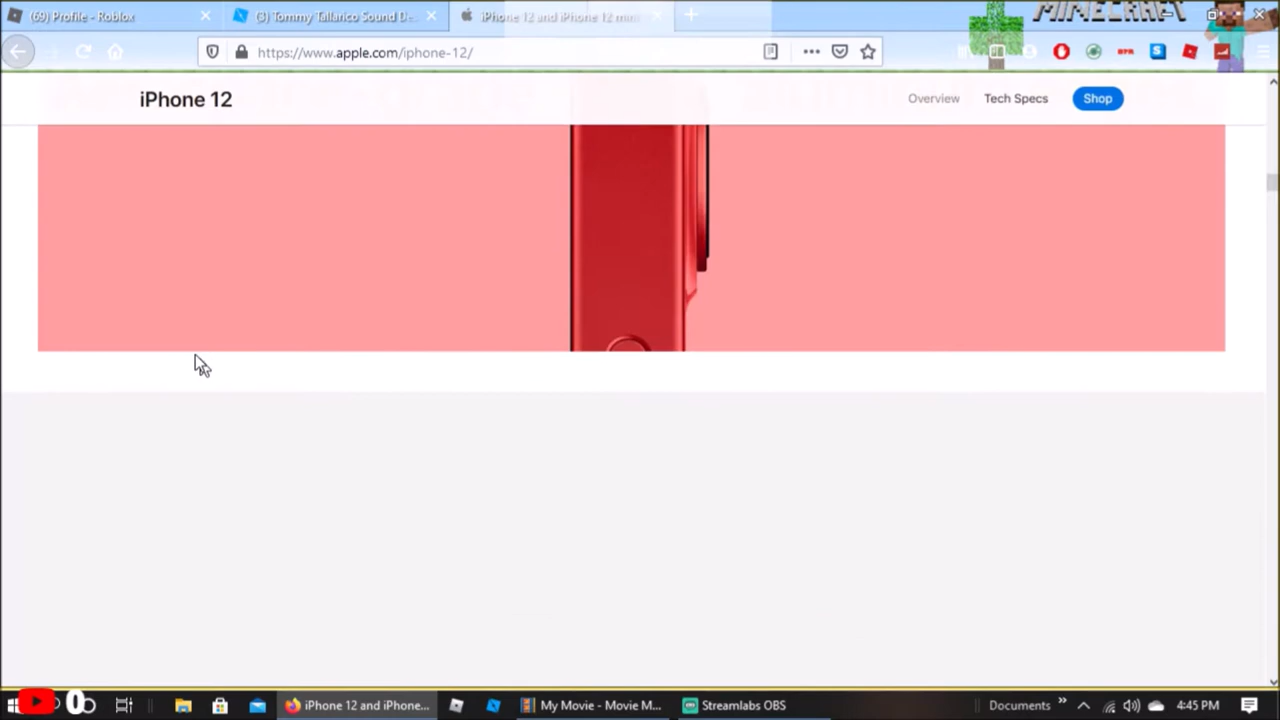 (69) Profile - Roblox
(3) Tommy Tallarico Sound D...
iPhone 12 and iPhone 12 mini
MINECRAFT
https://www.apple.com/iphone-12/
iPhone 12
Overview
Tech Specs
Shop
iPhone 12 and iPhone...
My Movie - Movie M...
Streamlabs OBS
Documents
4:45 PM